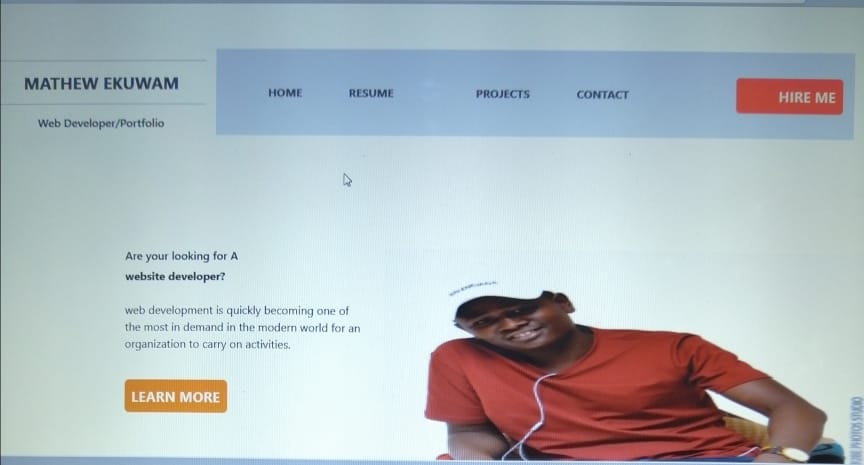 MATHEW EKUWAM
Web Developer/Portfolio
HOME RESUME PROJECTS CONTACT HIRE ME
Are your looking for A
website developer?
web development is quickly becoming one of
the most in demand in the modern world for an
organization to carry on activities.
LEARN MORE
PHOTOS STUDIO